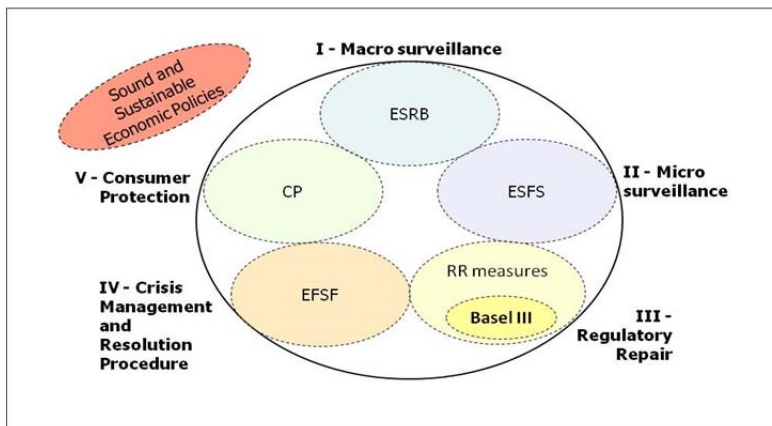 I - Macro surveillance
Sound and
Sustainable
Economic Policies
ESRB
V - Consumer
Protection
CP
ESFS
II - Micro
surveillance
IV - Crisis
Management
and
Resolution
Procedure
EFSF
RR measures
Basel III
III -
Regulatory
Repair